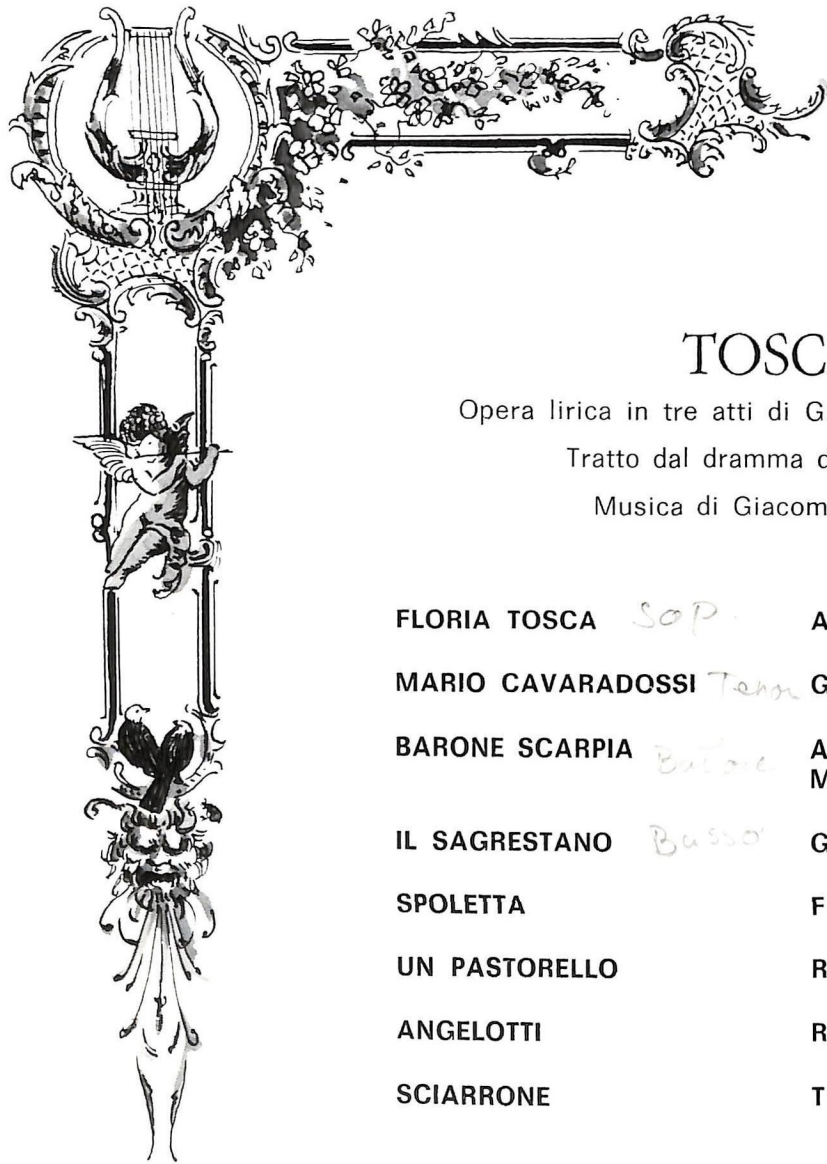 TOSC
Opera lirica in tre atti di G
Tratto dal dramma d
Musica di Giacom
FLORIA TOSCA Sop. A
MARIO CAVARADOSSI Tenor G
BARONE SCARPIA A
M
IL SAGRESTANO Basso G
SPOLETTA F
UN PASTORELLO R
ANGELOTTI R
SCIARRONE T